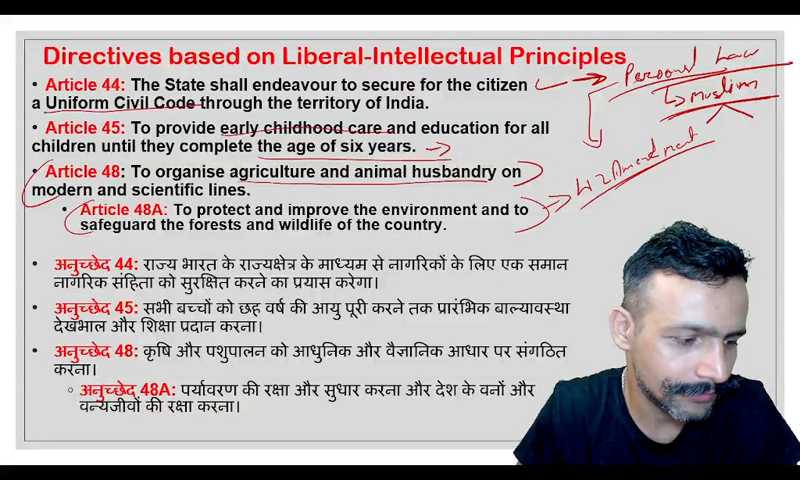 Directives based on Liberal-Intellectual Principles
• Article 44: The State shall endeavour to secure for the citizen
a Uniform Civil Code through the territory of India.
• Article 45: To provide early childhood care and education for all
children until they complete the age of six years.
• Article 48: To organise agriculture and animal husbandry on
modern and scientific lines.
• Article 48A: To protect and improve the environment and to
safeguard the forests and wildlife of the country.
Personal Law
Muslim
42 Amendment
• अनुच्छेद 44: राज्य भारत के राज्यक्षेत्र के माध्यम से नागरिकों के लिए एक समान
नागरिक संहिता को सुरक्षित करने का प्रयास करेगा।
• अनुच्छेद 45: सभी बच्चों को छह वर्ष की आयु पूरी करने तक प्रारंभिक बाल्यावस्था
देखभाल और शिक्षा प्रदान करना।
• अनुच्छेद 48: कृषि और पशुपालन को आधुनिक और वैज्ञानिक आधार पर संगठित
करना।
○ अनुच्छेद 48A: पर्यावरण की रक्षा और सुधार करना और देश के वनों और
वन्यजीवों की रक्षा करना।